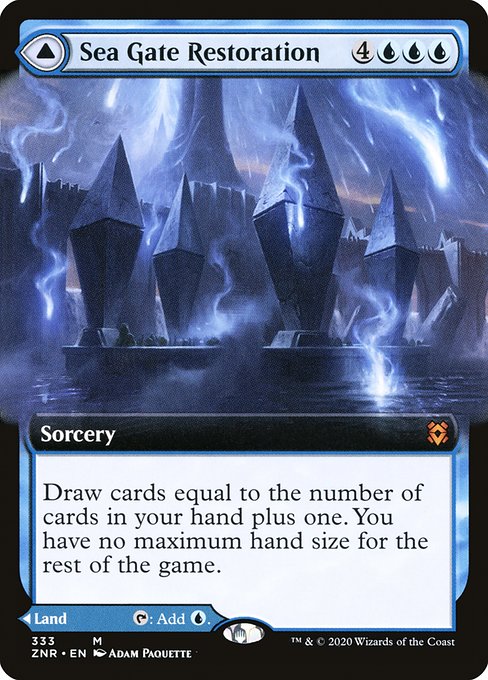 Sea Gate Restoration 4
Sorcery
Draw cards equal to the number of
cards in your hand plus one. You
have no maximum hand size for the
rest of the game.
Land : Add .
333 M
ZNR • EN Adam Paquette ™ & © 2020 Wizards of the Coast